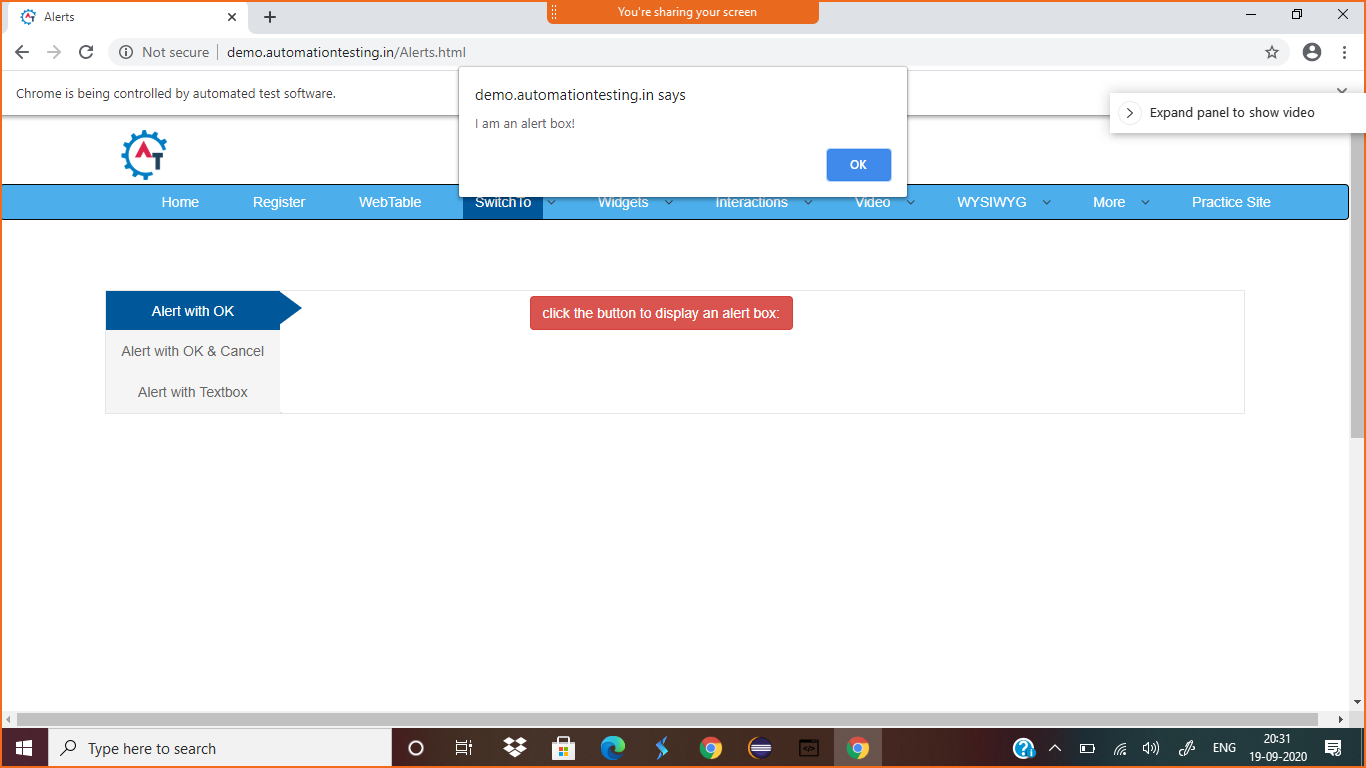 Alerts
You're sharing your screen
Not secure
demo.automationtesting.in/Alerts.html
Chrome is being controlled by automated test software.
demo.automationtesting.in says
I am an alert box!
OK
Expand panel to show video
AT
Home Register WebTable SwitchTo Widgets Interactions Video WYSIWYG More Practice Site
Alert with OK
click the button to display an alert box:
Alert with OK & Cancel
Alert with Textbox
Type here to search
ENG
20:31
19-09-2020